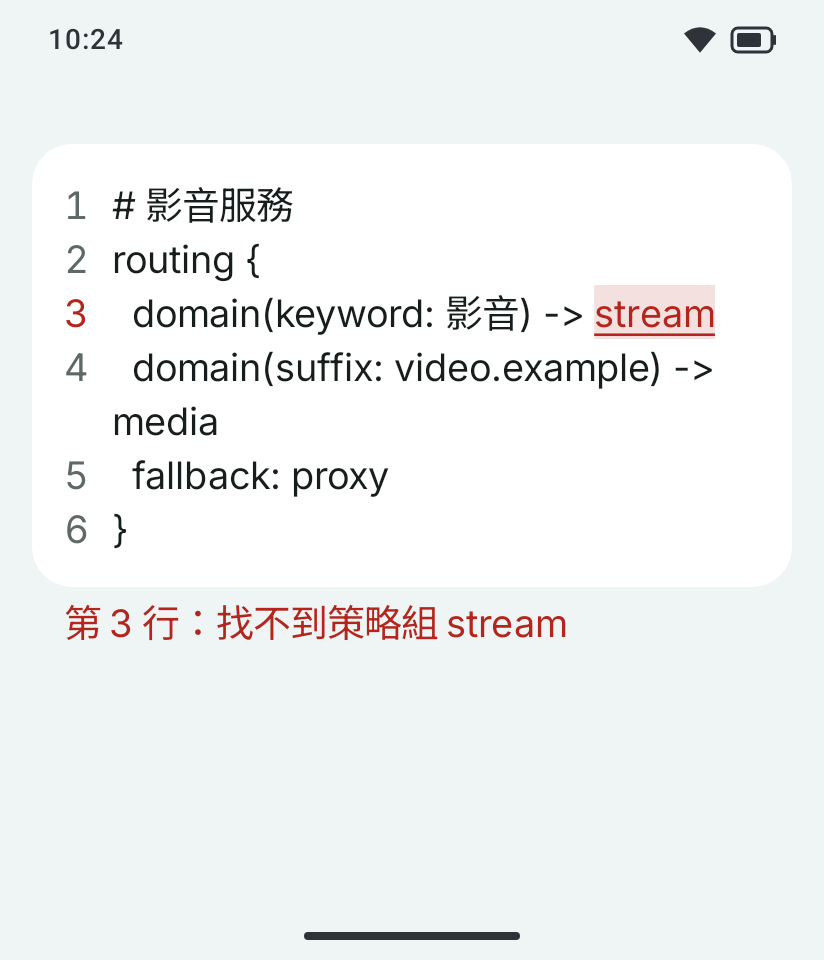 10:24
1 # 影音服務
2 routing {
3   domain(keyword: 影音) -> stream
4   domain(suffix: video.example) ->
media
5   fallback: proxy
6 }
第 3 行：找不到策略組 stream